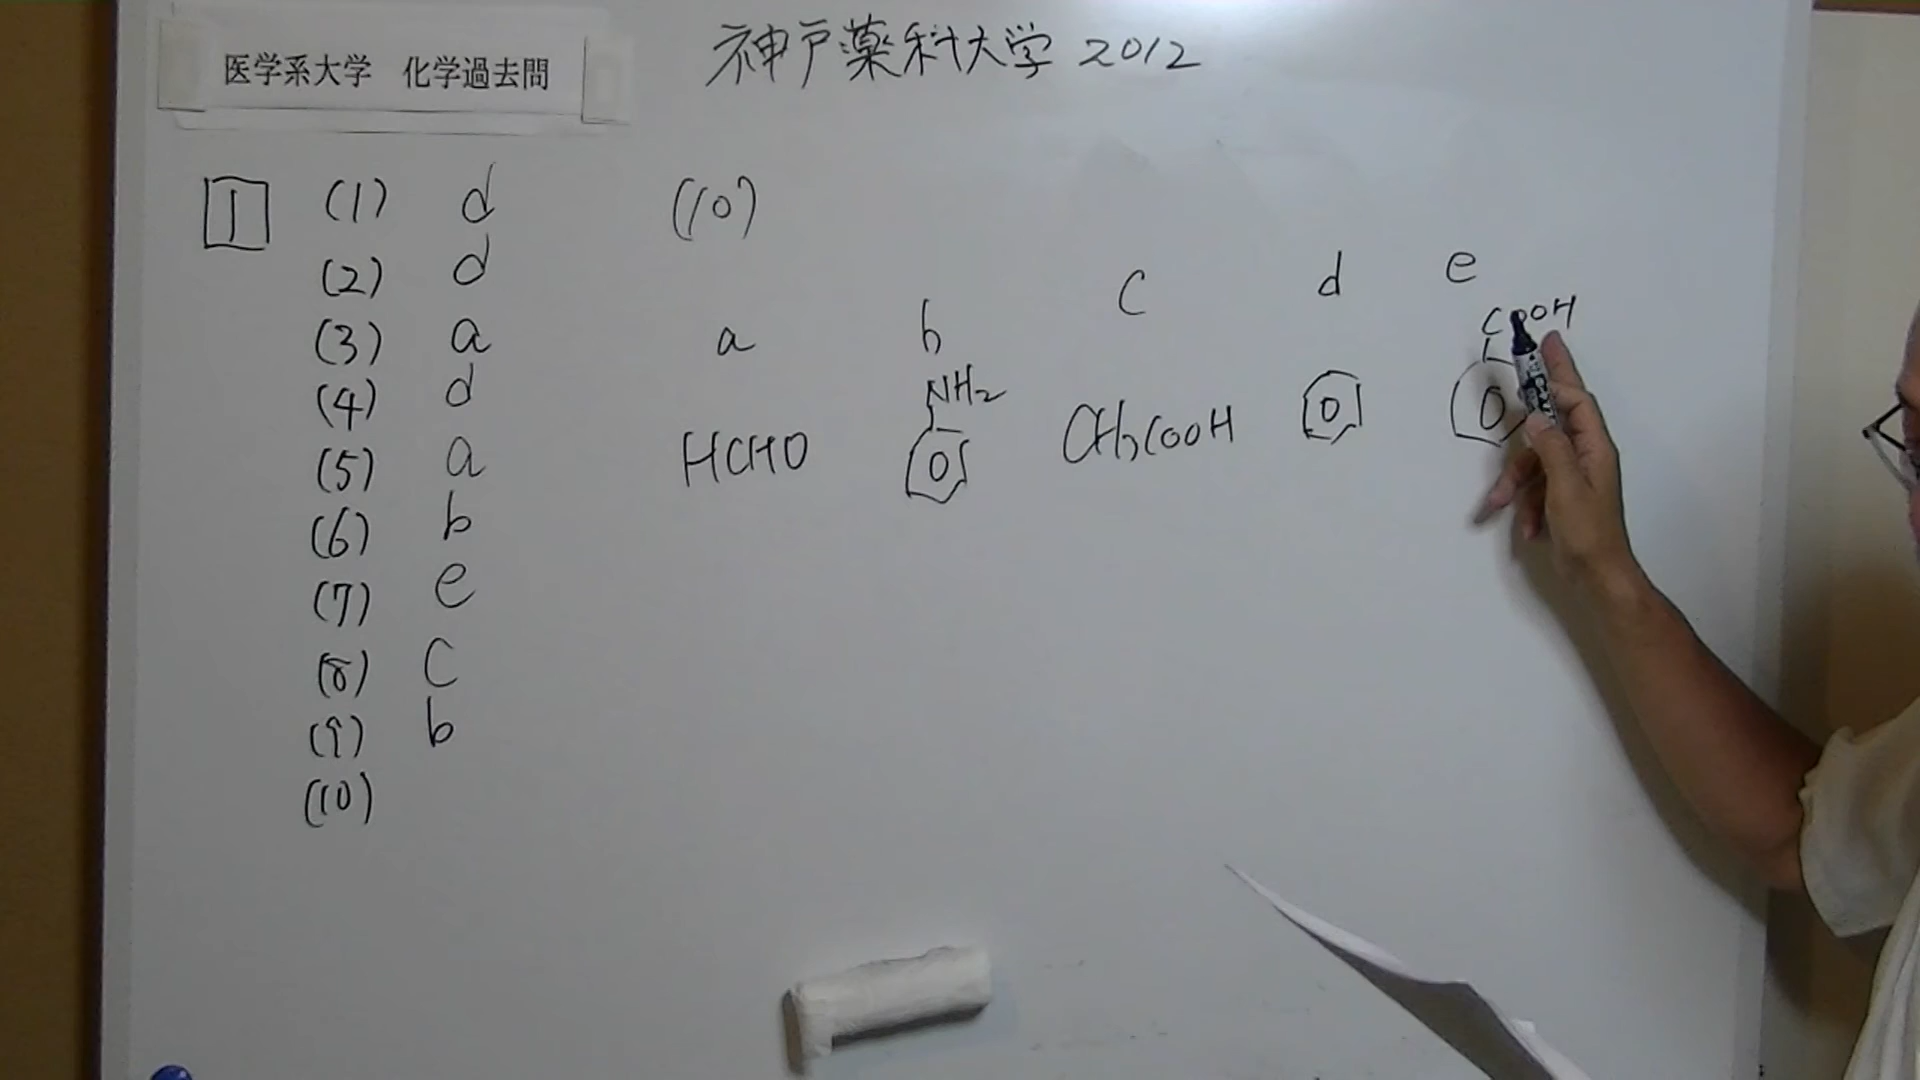 医学系大学 化学過去問
神戸薬科大学 2012
1 (1) d
(2) d
(3) a
(4) d
(5) a
(6) b
(7) e
(8) c
(9) b
(10)
(10)
a b c d e
HCHO
NH2
CH3COOH
COOH